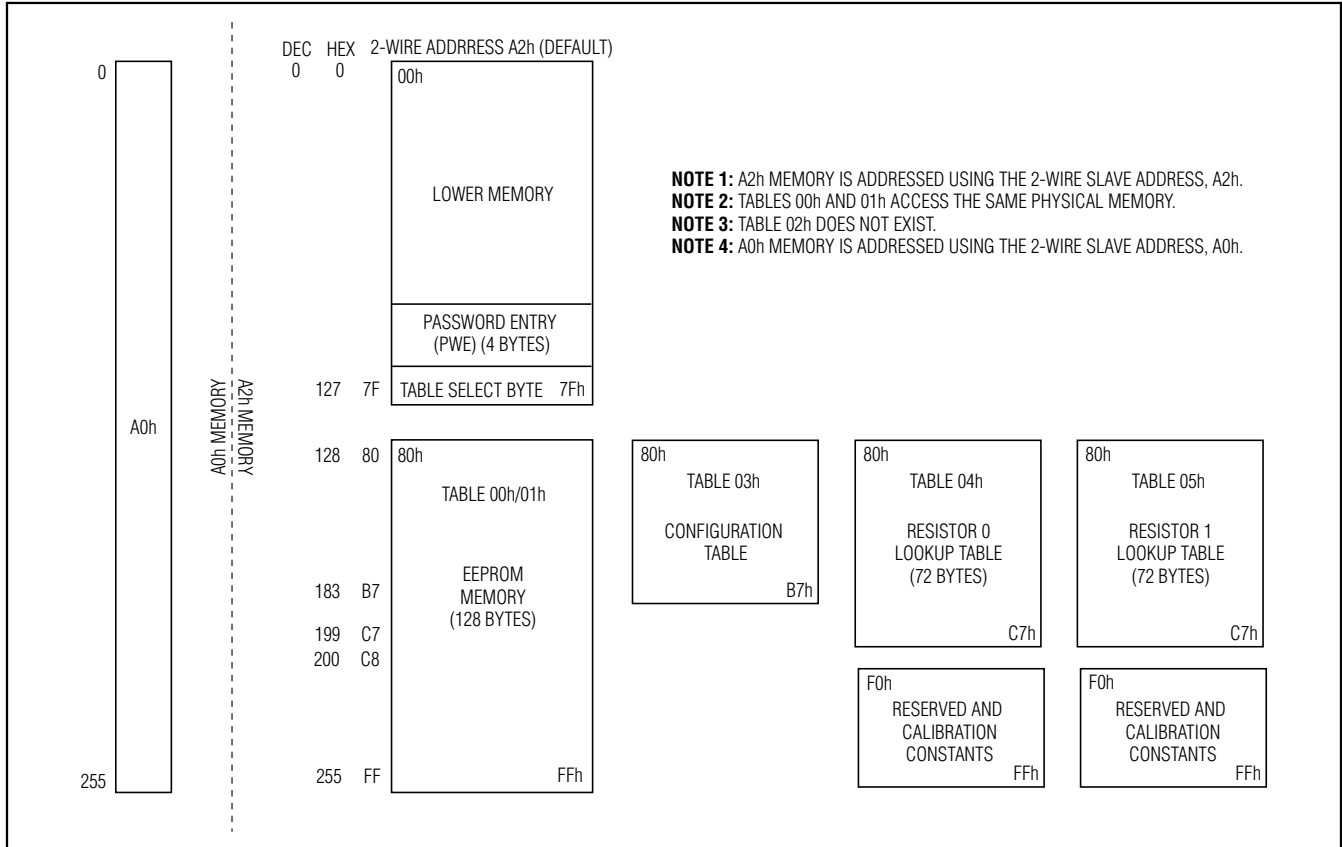 0
A0h
255
A0h MEMORY
A2h MEMORY
DEC HEX 2-WIRE ADDRRESS A2h (DEFAULT)
0 0
00h
LOWER MEMORY
PASSWORD ENTRY
(PWE) (4 BYTES)
127 7F TABLE SELECT BYTE 7Fh
NOTE 1: A2h MEMORY IS ADDRESSED USING THE 2-WIRE SLAVE ADDRESS, A2h.
NOTE 2: TABLES 00h AND 01h ACCESS THE SAME PHYSICAL MEMORY.
NOTE 3: TABLE 02h DOES NOT EXIST.
NOTE 4: A0h MEMORY IS ADDRESSED USING THE 2-WIRE SLAVE ADDRESS, A0h.
128 80 80h
TABLE 00h/01h
EEPROM
MEMORY
(128 BYTES)
183 B7
199 C7
200 C8
255 FF FFh
80h
TABLE 03h
CONFIGURATION
TABLE
B7h
80h
TABLE 04h
RESISTOR 0
LOOKUP TABLE
(72 BYTES)
C7h
80h
TABLE 05h
RESISTOR 1
LOOKUP TABLE
(72 BYTES)
C7h
F0h
RESERVED AND
CALIBRATION
CONSTANTS
FFh
F0h
RESERVED AND
CALIBRATION
CONSTANTS
FFh